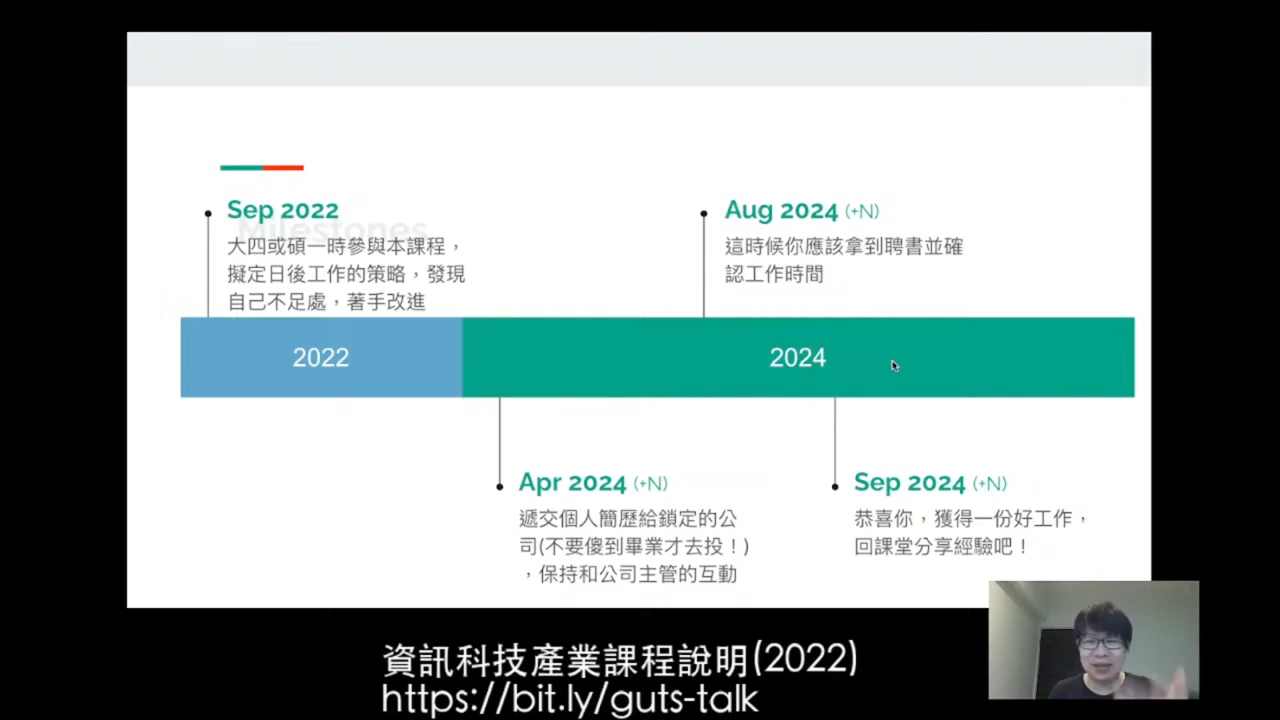 Milestones
Sep 2022
大四或碩一時參與本課程，
擬定日後工作的策略，發現
自己不足處，著手改進
Aug 2024 (+N)
這時候你應該拿到聘書並確
認工作時間
2022
2024
Apr 2024 (+N)
遞交個人簡歷給鎖定的公
司(不要傻到畢業才去投！)
，保持和公司主管的互動
Sep 2024 (+N)
恭喜你，獲得一份好工作，
回課堂分享經驗吧！
資訊科技產業課程說明(2022)
https://bit.ly/guts-talk